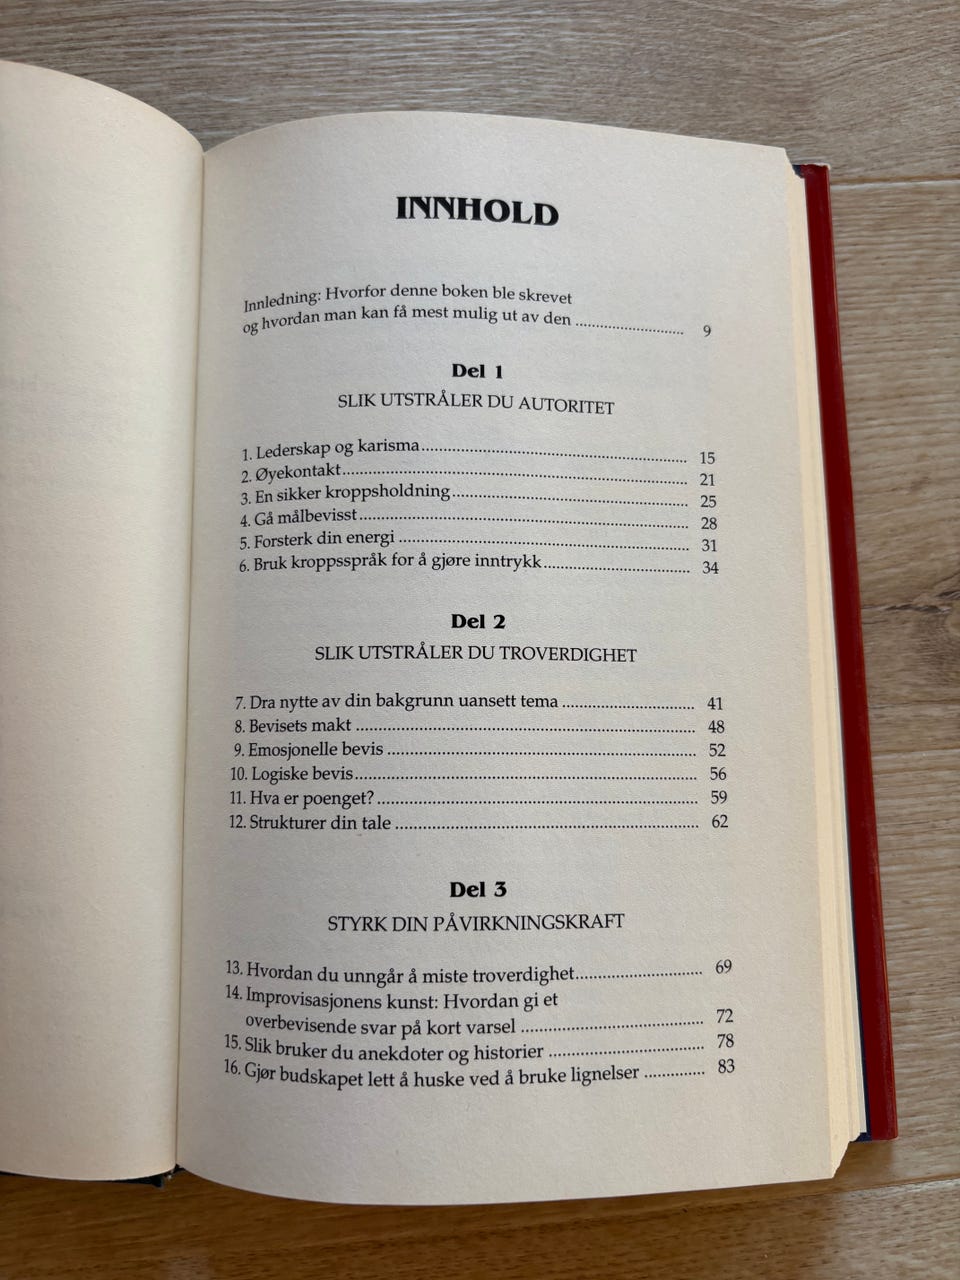 INNHOLD
Innledning: Hvorfor denne boken ble skrevet
og hvordan man kan få mest mulig ut av den ........................... 9
Del 1
SLIK UTSTRÅLER DU AUTORITET
1. Lederskap og karisma ........................... 15
2. Øyekontakt ........................... 21
3. En sikker kroppsholdning ........................... 25
4. Gå målbevisst ........................... 28
5. Forsterk din energi ........................... 31
6. Bruk kroppsspråk for å gjøre inntrykk ........................... 34
Del 2
SLIK UTSTRÅLER DU TROVERDIGHET
7. Dra nytte av din bakgrunn uansett tema ........................... 41
8. Bevisets makt ........................... 48
9. Emosjonelle bevis ........................... 52
10. Logiske bevis ........................... 56
11. Hva er poenget? ........................... 59
12. Strukturer din tale ........................... 62
Del 3
STYRK DIN PÅVIRKNINGSKRAFT
13. Hvordan du unngår å miste troverdighet ........................... 69
14. Improvisasjonens kunst: Hvordan gi et
overbevisende svar på kort varsel ........................... 72
15. Slik bruker du anekdoter og historier ........................... 78
16. Gjør budskapet lett å huske ved å bruke lignelser ............. 83